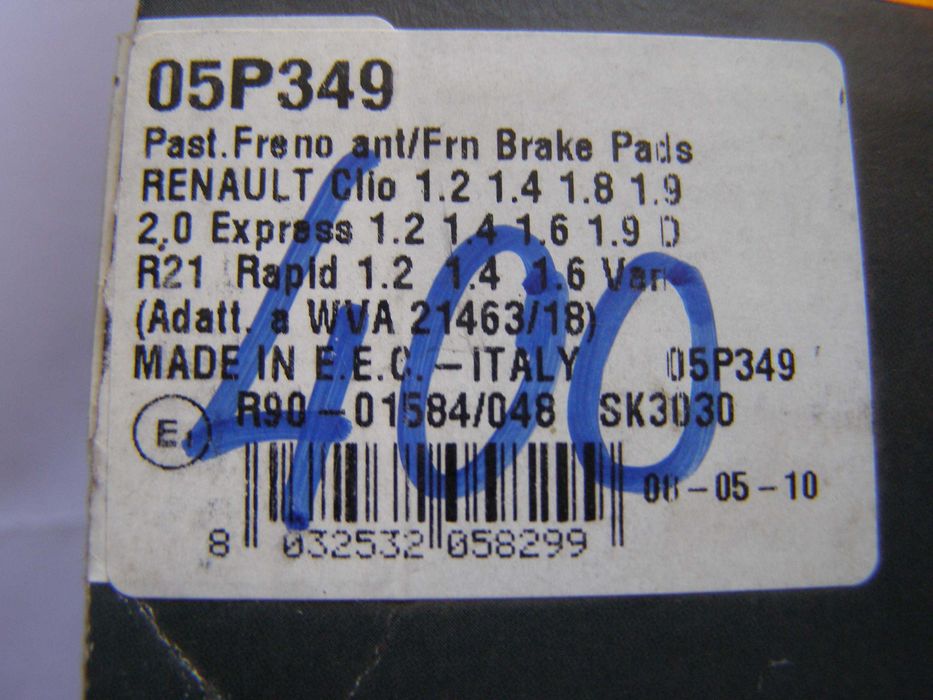 05P349
Past.Freno ant/Frn Brake Pads
RENAULT Clio 1.2 1.4 1.8 1.9
2.0 Express 1.2 1.4 1.6 1.9 D
R21 Rapid 1.2 1.4 1.6 Van
(Adatt. a WVA 21463/18)
MADE IN E.E.C.-ITALY 05P349
E1 R90-01584/048 SK3030
400
-05-10
8 032532 058299